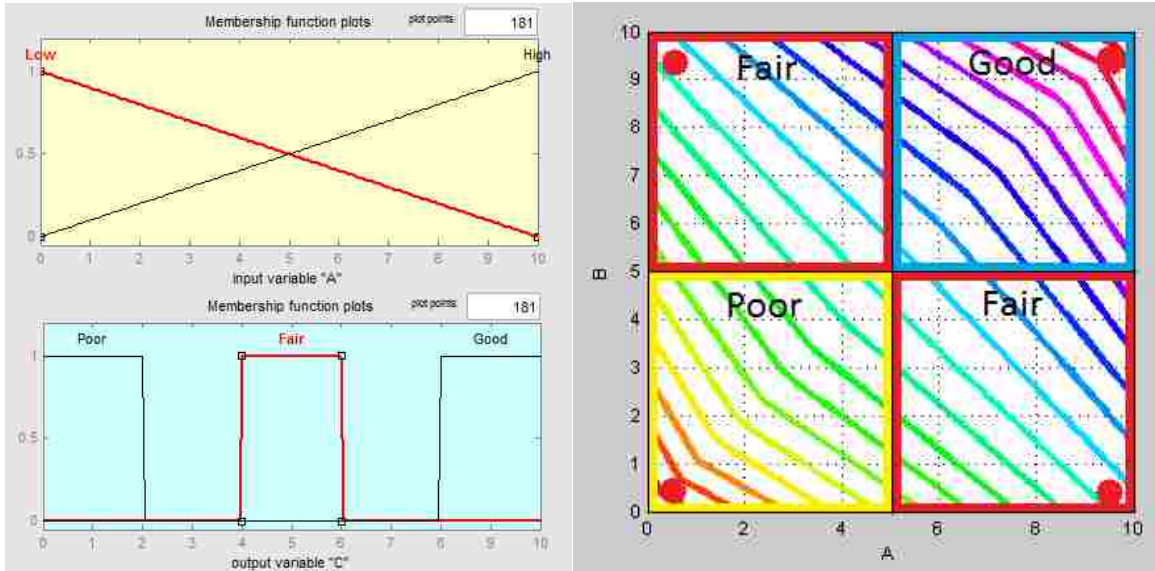 Membership function plots plot points: 181
Low High
1
0.5
0
0 1 2 3 4 5 6 7 8 9 10
input variable "A"
Membership function plots plot points: 181
Poor Fair Good
1
0.5
0
0 1 2 3 4 5 6 7 8 9 10
output variable "C"
10
9
8
7
6
5
4
3
2
1
0
B
Fair Good
Poor Fair
0 2 4 6 8 10
A